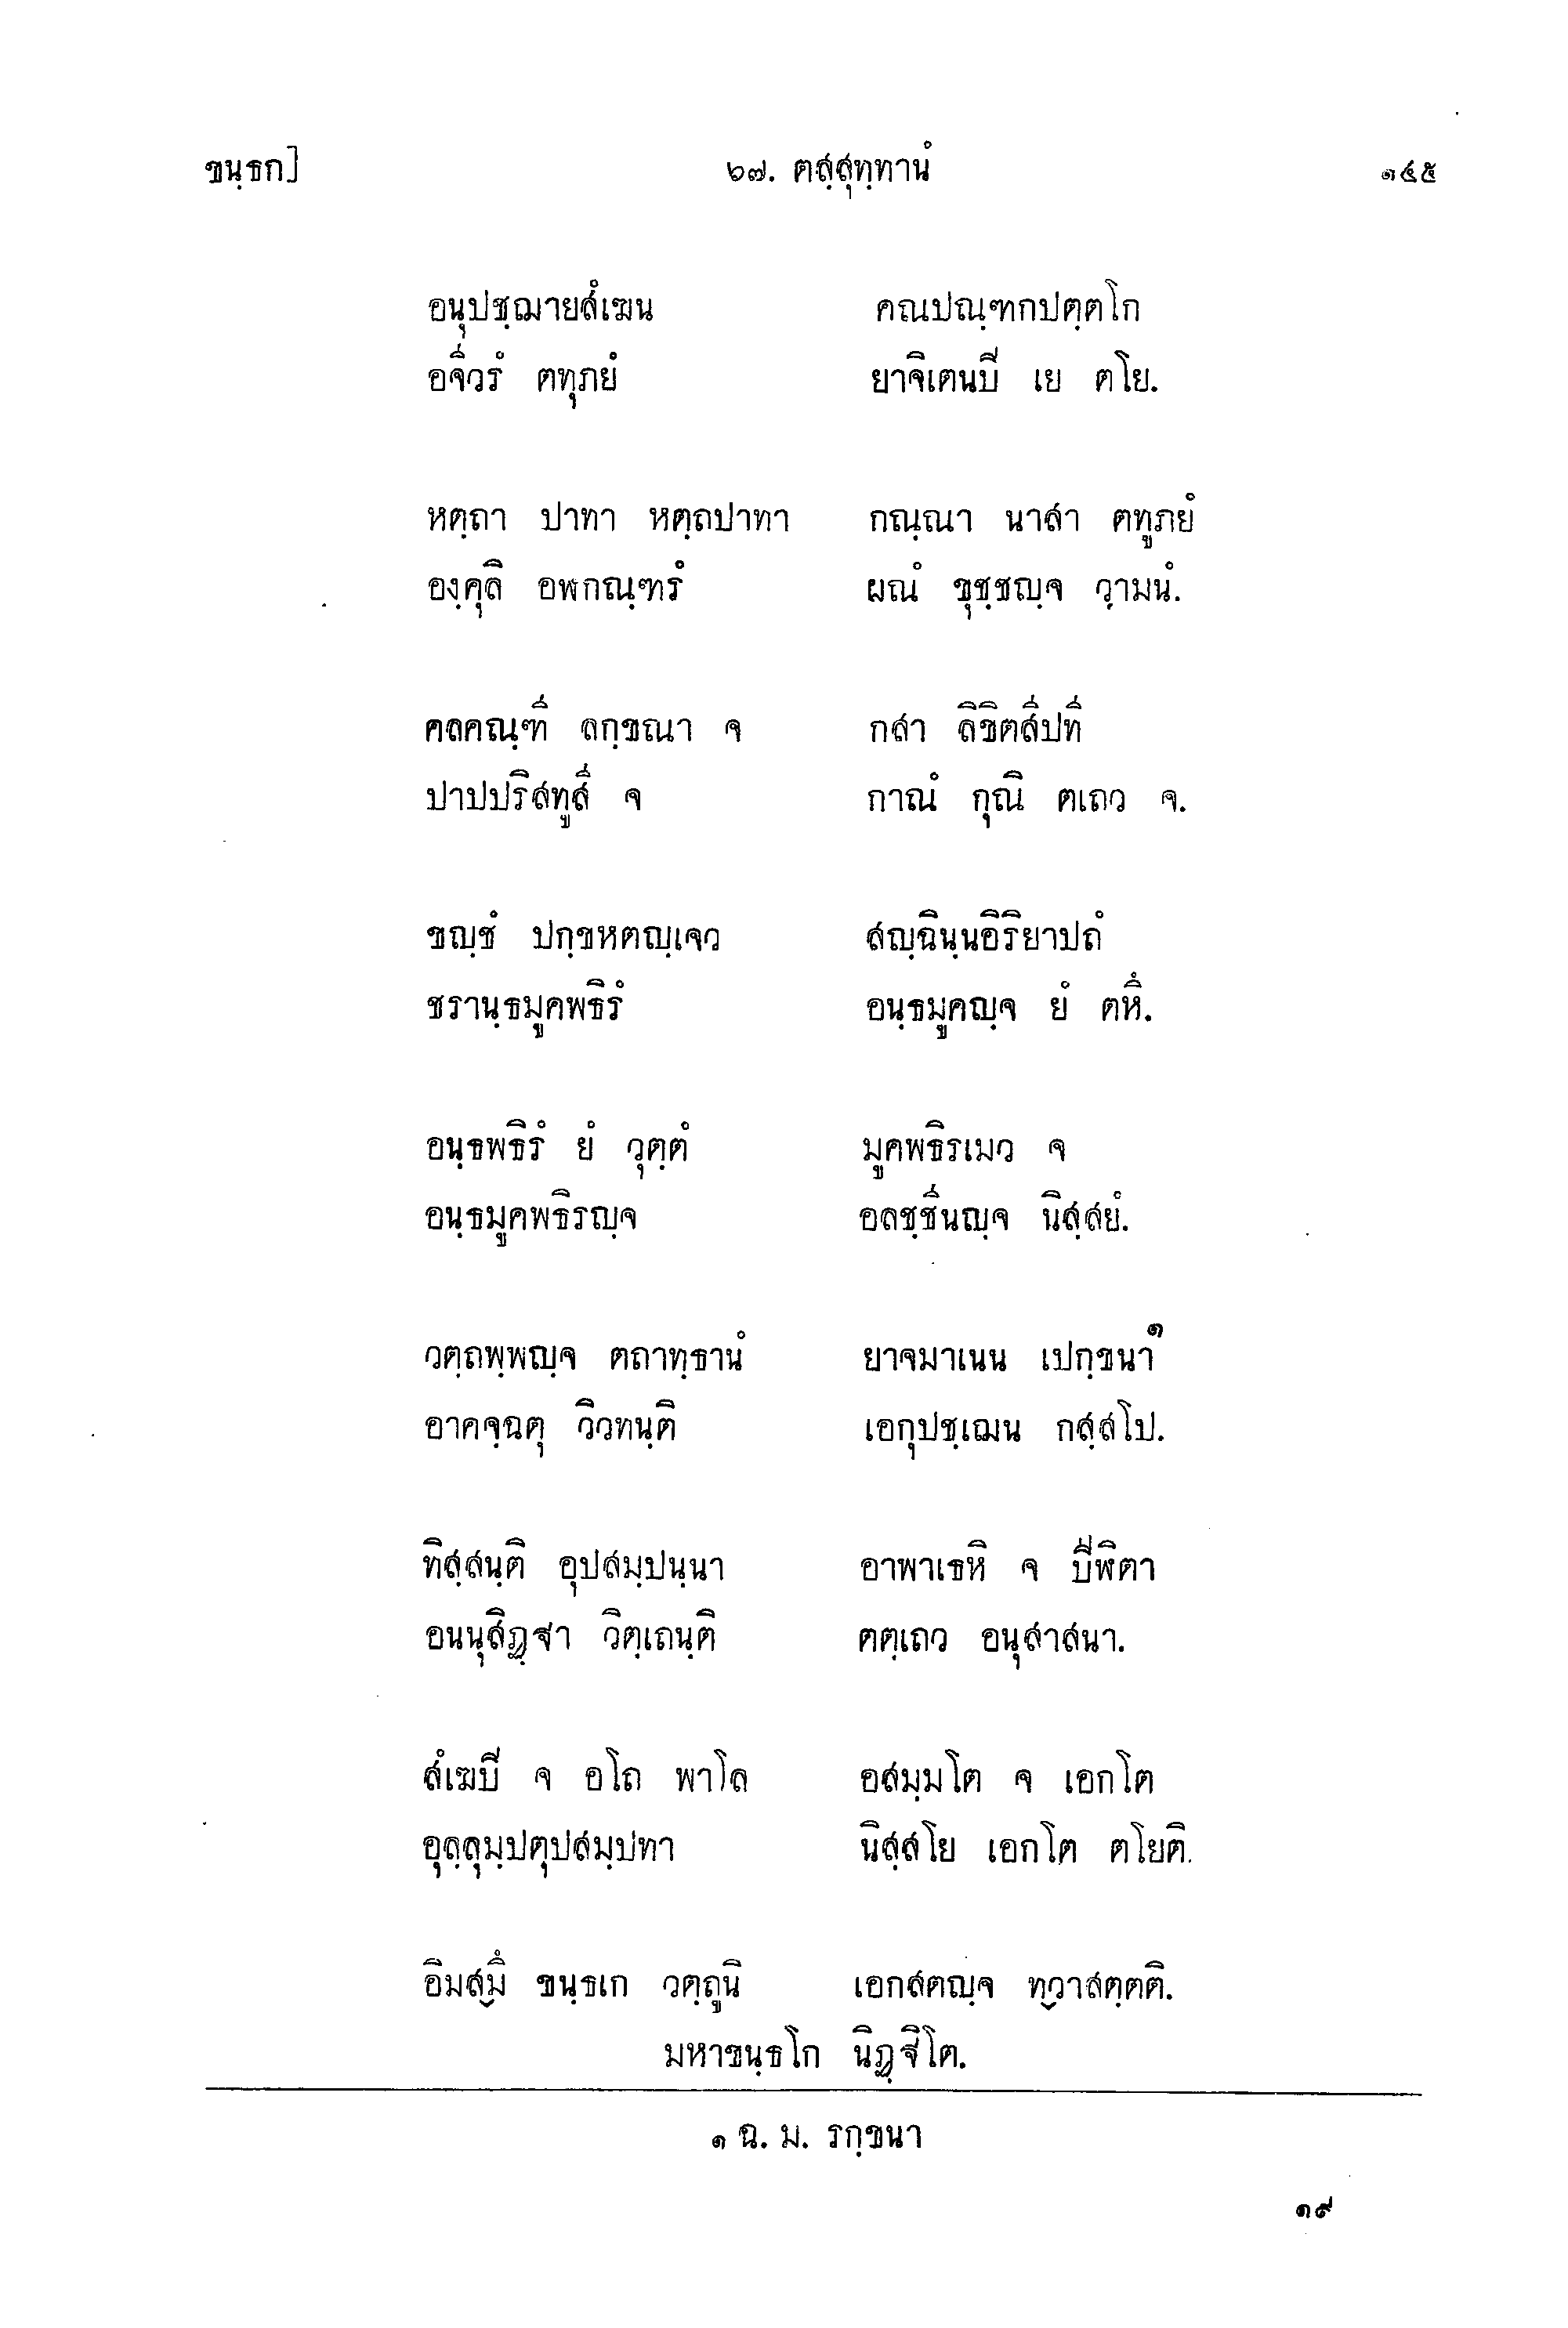 ขนฺธก] ๖๗. ตสฺสุทฺทานํ ๑๔๕
อนุปชฺฌายสํเฆน คณปณฺฑกปตฺตโก
อจีวรํ ตทุภยํ ยาจิเตนปี เย ตโย.
หตฺถา ปาทา หตฺถปาทา กณฺณา นาสา ตทูภยํ
องฺคุลิ อฬกณฺฑรํ ผณํ ขุชฺชญฺจ วามนํ.
คลคณฺฑี ลกฺขณา จ กสา ลิขิตสีปที
ปาปปริสทูสี จ กาณํ กุณิ ตเถว จ.
ขญฺชํ ปกฺขหตญฺเจว สญฺฉินฺนอิริยาปถํ
ชรานฺธมูคพธิรํ อนฺธมูคญฺจ ยํ ตหึ.
อนฺธพธิรํ ยํ วุตฺตํ มูคพธิรเมว จ
อนฺธมูคพธิรญฺจ อลชฺชีนญฺจ นิสฺสยํ.
วตฺถพฺพญฺจ ตถาทฺธานํ ยาจมาเนน เปกฺขนา๑
อาคจฺฉตุ วิวทนฺติ เอกุปชฺเฌน กสฺสโป.
ทิสฺสนฺติ อุปสมฺปนฺนา อาพาเธหิ จ ปีฬิตา
อนนุสิฏฺฐา วิตฺเถนฺติ ตตฺเถว อนุสาสนา.
สํเฆปี จ อโถ พาโล อสมฺมโต จ เอกโต
อุลฺลุมฺปตุปสมฺปทา นิสฺสโย เอกโต ตโยติ.
อิมสฺมึ ขนฺธเก วตฺถูนิ เอกสตญฺจ ทฺวาสตฺตติ.
มหาขนฺธโก นิฏฺฐิโต.
๑ ฉ. ม. รกฺขนา
๑๙